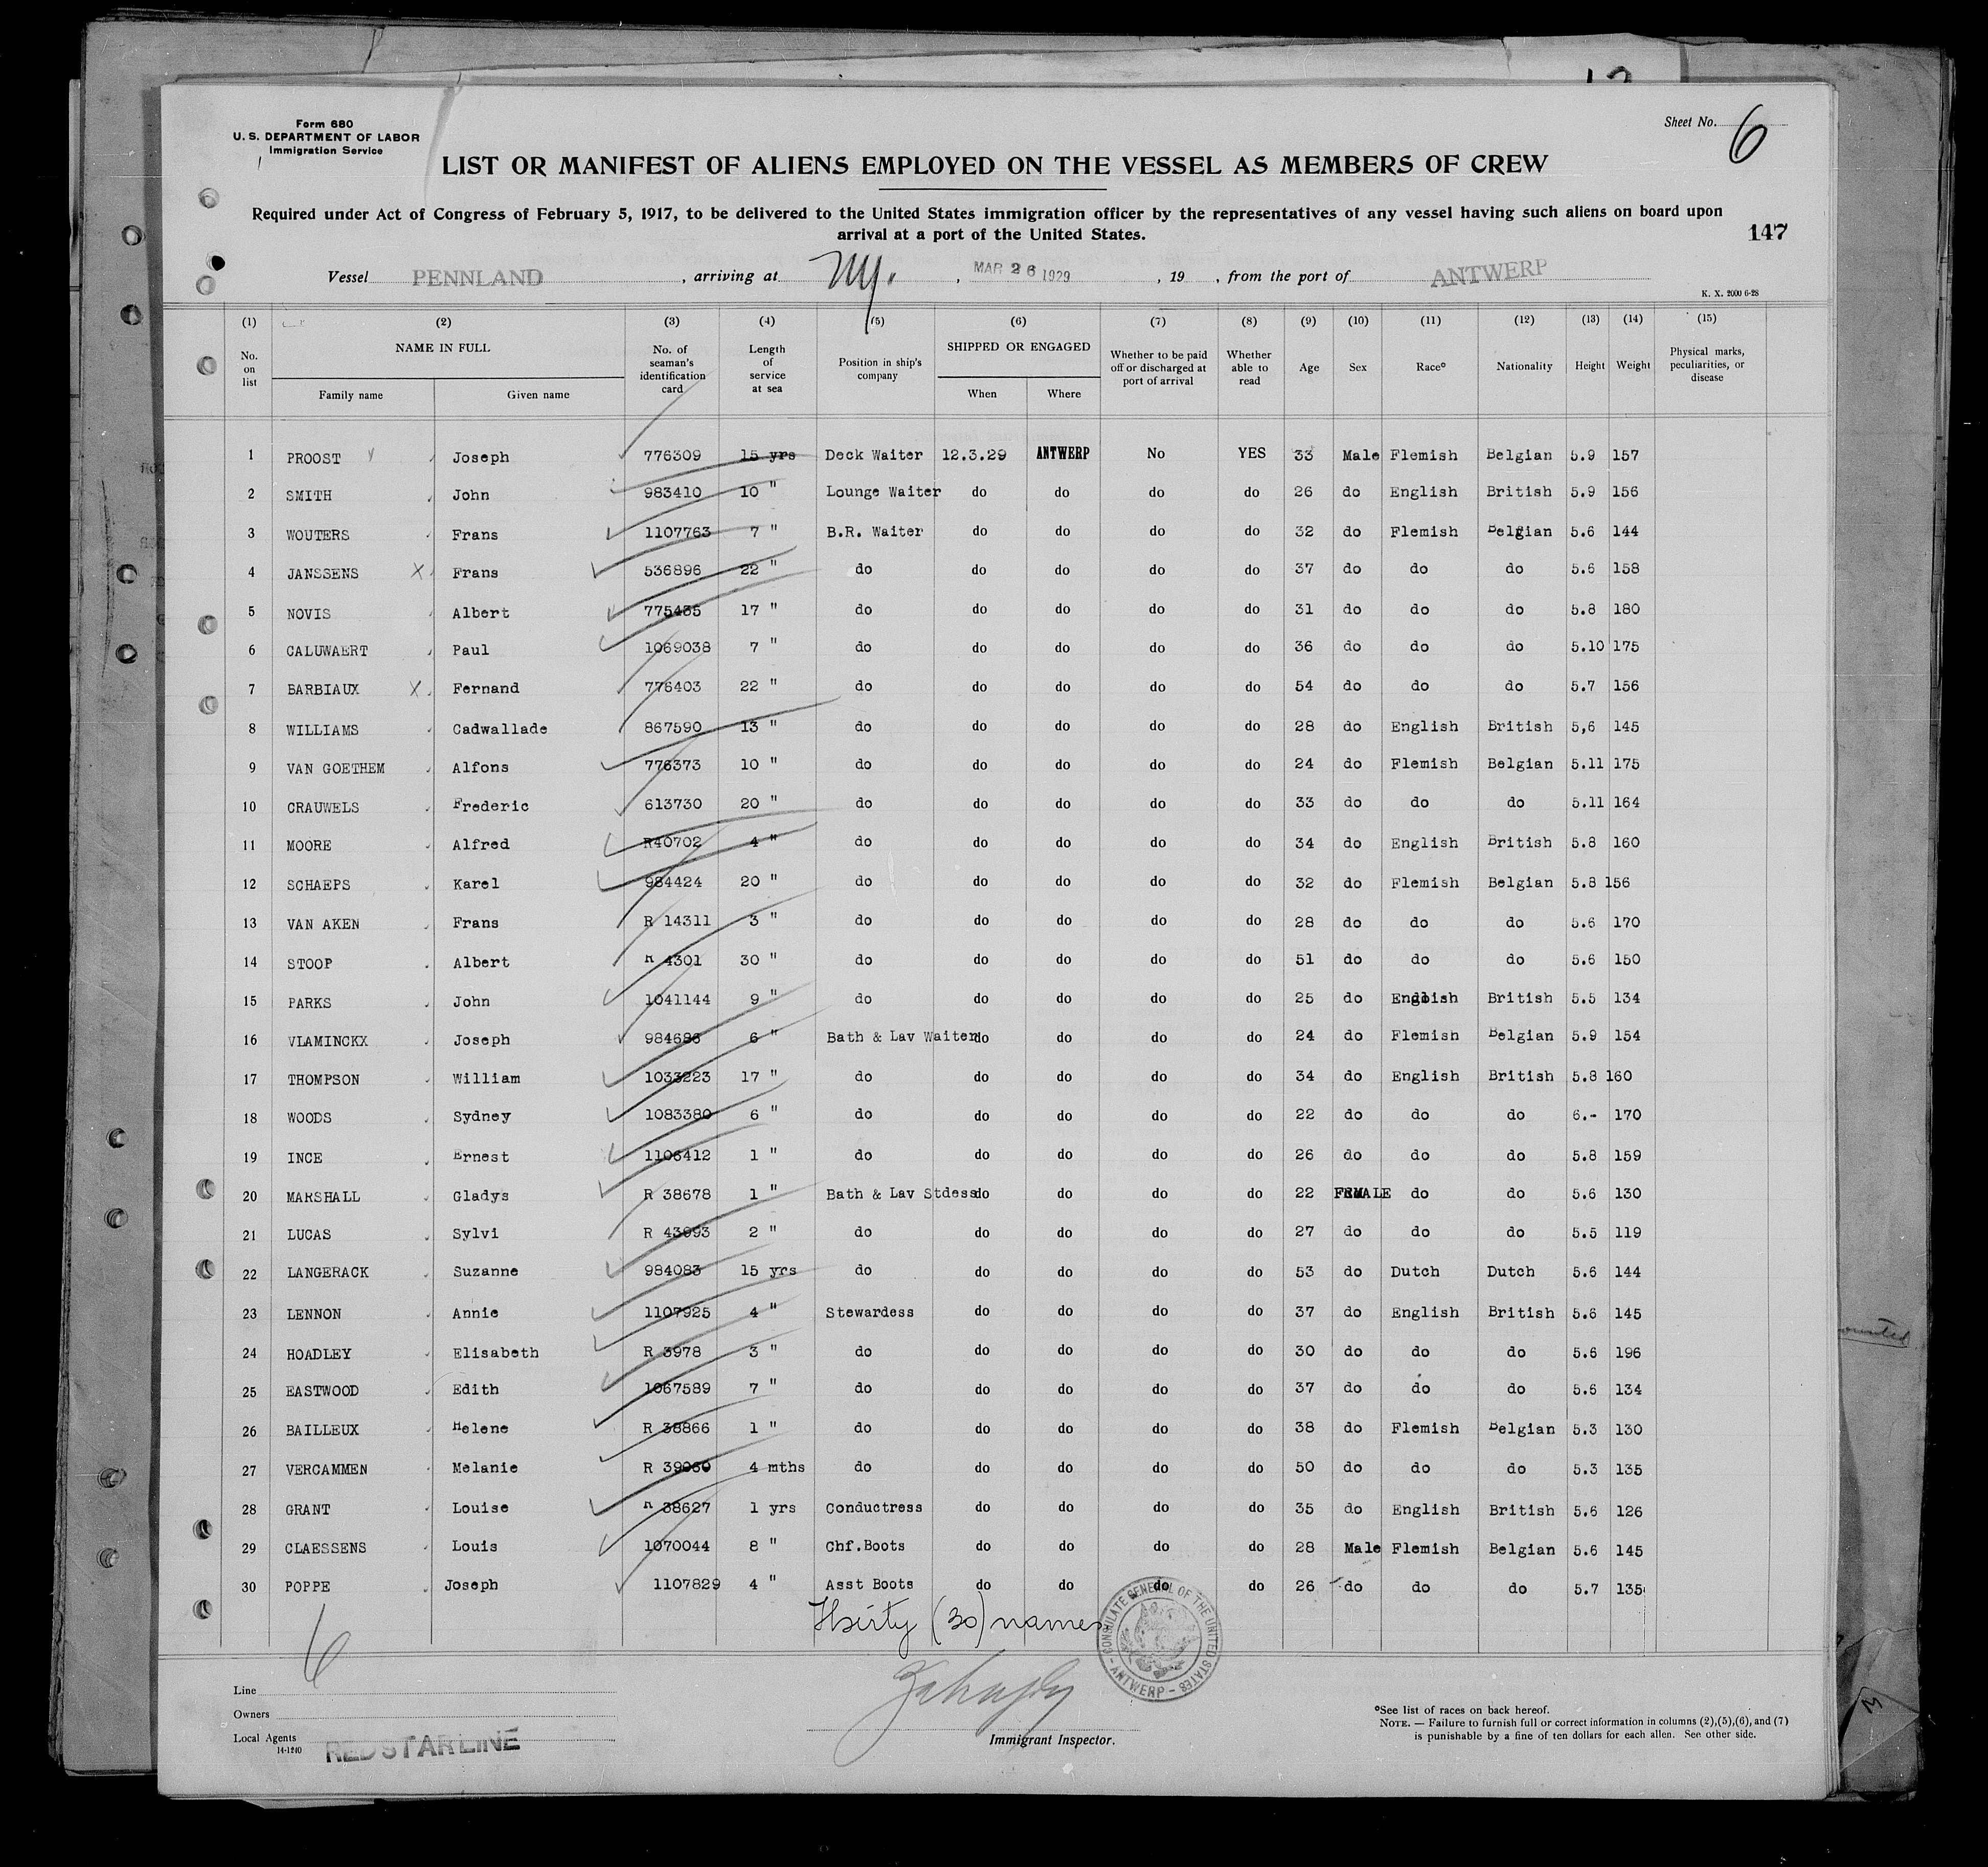 Form 680
U. S. DEPARTMENT OF LABOR
Immigration Service
Sheet No. 6
LIST OR MANIFEST OF ALIENS EMPLOYED ON THE VESSEL AS MEMBERS OF CREW
Required under Act of Congress of February 5, 1917, to be delivered to the United States immigration officer by the representatives of any vessel having such aliens on board upon
arrival at a port of the United States.
147
Vessel PENNLAND , arriving at NY. , MAR 26 1929 , 19 , from the port of ANTWERP
K. X. 2000 6-28
(1) (2) (3) (4) (5) (6) (7) (8) (9) (10) (11) (12) (13) (14) (15)
No. on list NAME IN FULL Family name Given name No. of seaman's identification card Length of service at sea Position in ship's company SHIPPED OR ENGAGED When Where Whether to be paid off or discharged at port of arrival Whether able to read Age Sex Race* Nationality Height Weight Physical marks, peculiarities, or disease
1 PROOST Joseph 776309 15 yrs Deck Waiter 12.3.29 ANTWERP No YES 33 Male Flemish Belgian 5.9 157
2 SMITH John 983410 10 " Lounge Waiter do do do do 26 do English British 5.9 156
3 WOUTERS Frans 1107763 7 " B.R. Waiter do do do do 32 do Flemish Belgian 5.6 144
4 JANSSENS X Frans 536896 22 " do do do do do 37 do do do 5.6 158
5 NOVIS Albert 775435 17 " do do do do do 31 do do do 5.8 180
6 CALUWAERT Paul 1069038 7 " do do do do do 36 do do do 5.10 175
7 BARBIAUX X Fernand 776403 22 " do do do do do 54 do do do 5.7 156
8 WILLIAMS Cadwallade 867590 13 " do do do do do 28 do English British 5,6 145
9 VAN GOETHEM Alfons 776373 10 " do do do do do 24 do Flemish Belgian 5.11 175
10 CRAUWELS Frederic 613730 20 " do do do do do 33 do do do 5.11 164
11 MOORE Alfred R40702 4 " do do do do do 34 do English British 5.8 160
12 SCHAEPS Karel 984424 20 " do do do do do 32 do Flemish Belgian 5.8 156
13 VAN AKEN Frans R 14311 3 " do do do do do 28 do do do 5.6 170
14 STOOP Albert R 4301 30 " do do do do do 51 do do do 5.6 150
15 PARKS John 1041144 9 " do do do do do 25 do English British 5.5 134
16 VLAMINCKX Joseph 984686 6 " Bath & Lav Waiter do do do do 24 do Flemish Belgian 5.9 154
17 THOMPSON William 1033223 17 " do do do do do 34 do English British 5.8 160
18 WOODS Sydney 1083380 6 " do do do do do 22 do do do 6.- 170
19 INCE Ernest 1106412 1 " do do do do do 26 do do do 5.8 159
20 MARSHALL Gladys R 38678 1 " Bath & Lav Stdess do do do do 22 FEMALE do do 5.6 130
21 LUCAS Sylvi R 43093 2 " do do do do do 27 do do do 5.5 119
22 LANGERACK Suzanne 984083 15 yrs do do do do do 53 do Dutch Dutch 5.6 144
23 LENNON Annie 1107925 4 " Stewardess do do do do 37 do English British 5.6 145
24 HOADLEY Elisabeth R 3978 3 " do do do do do 30 do do do 5.6 196
25 EASTWOOD Edith 1067589 7 " do do do do do 37 do do do 5.6 134
26 BAILLEUX Helene R 38866 1 " do do do do do 38 do Flemish Belgian 5.3 130
27 VERCAMMEN Melanie R 39030 4 mths do do do do do 50 do do do 5.3 135
28 GRANT Louise R 38627 1 yrs Conductress do do do do 35 do English British 5.6 126
29 CLAESSENS Louis 1070044 8 " Chf.Boots do do do do 28 Male Flemish Belgian 5.6 145
30 POPPE Joseph 1107829 4 " Asst Boots do do do do 26 do do do 5.7 135
Thirty (30) names
CONSULATE GENERAL OF THE UNITED STATES - ANTWERP -
6
Line
Owners
Local Agents RED STAR LINE
14-1240
Immigrant Inspector.
*See list of races on back hereof.
NOTE. — Failure to furnish full or correct information in columns (2),(5),(6), and (7)
is punishable by a fine of ten dollars for each alien. See other side.